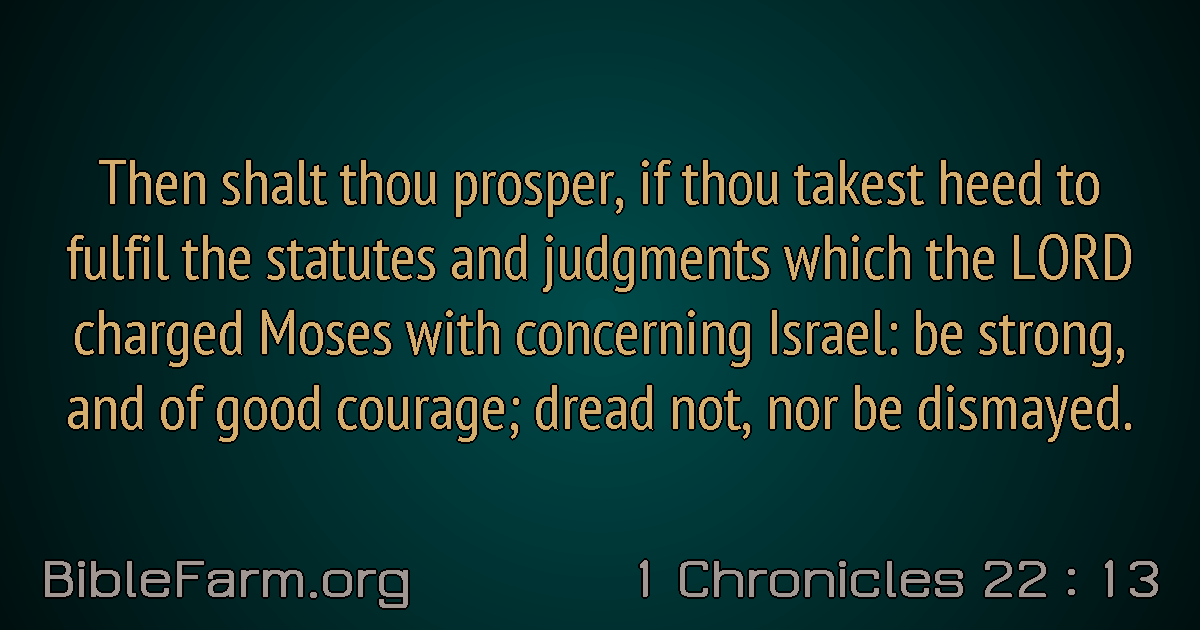 Then shalt thou prosper, if thou takest heed to
fulfil the statutes and judgments which the LORD
charged Moses with concerning Israel: be strong,
and of good courage; dread not, nor be dismayed.
BibleFarm.org
1 Chronicles 22 : 13